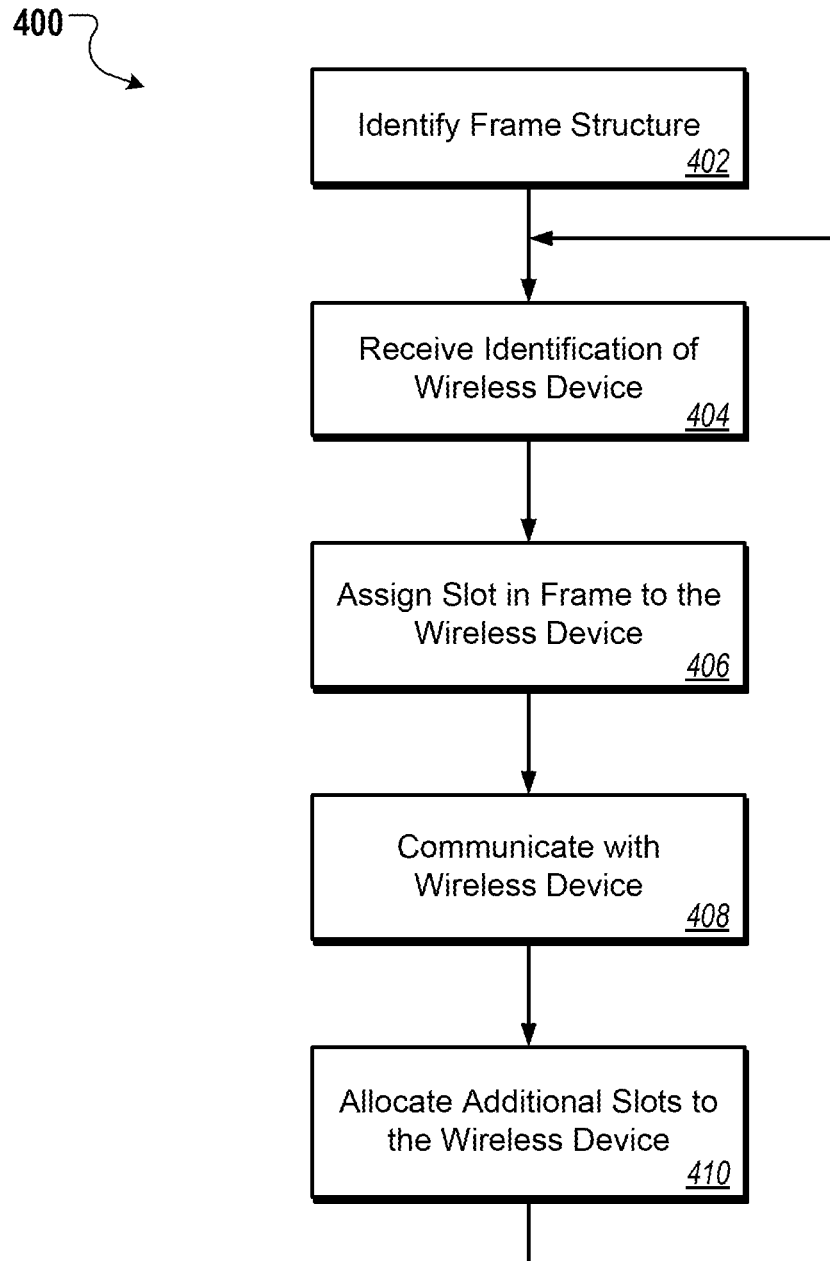 400
Identify Frame Structure
402
Receive Identification of
Wireless Device
404
Assign Slot in Frame to the
Wireless Device
406
Communicate with
Wireless Device
408
Allocate Additional Slots to
the Wireless Device
410